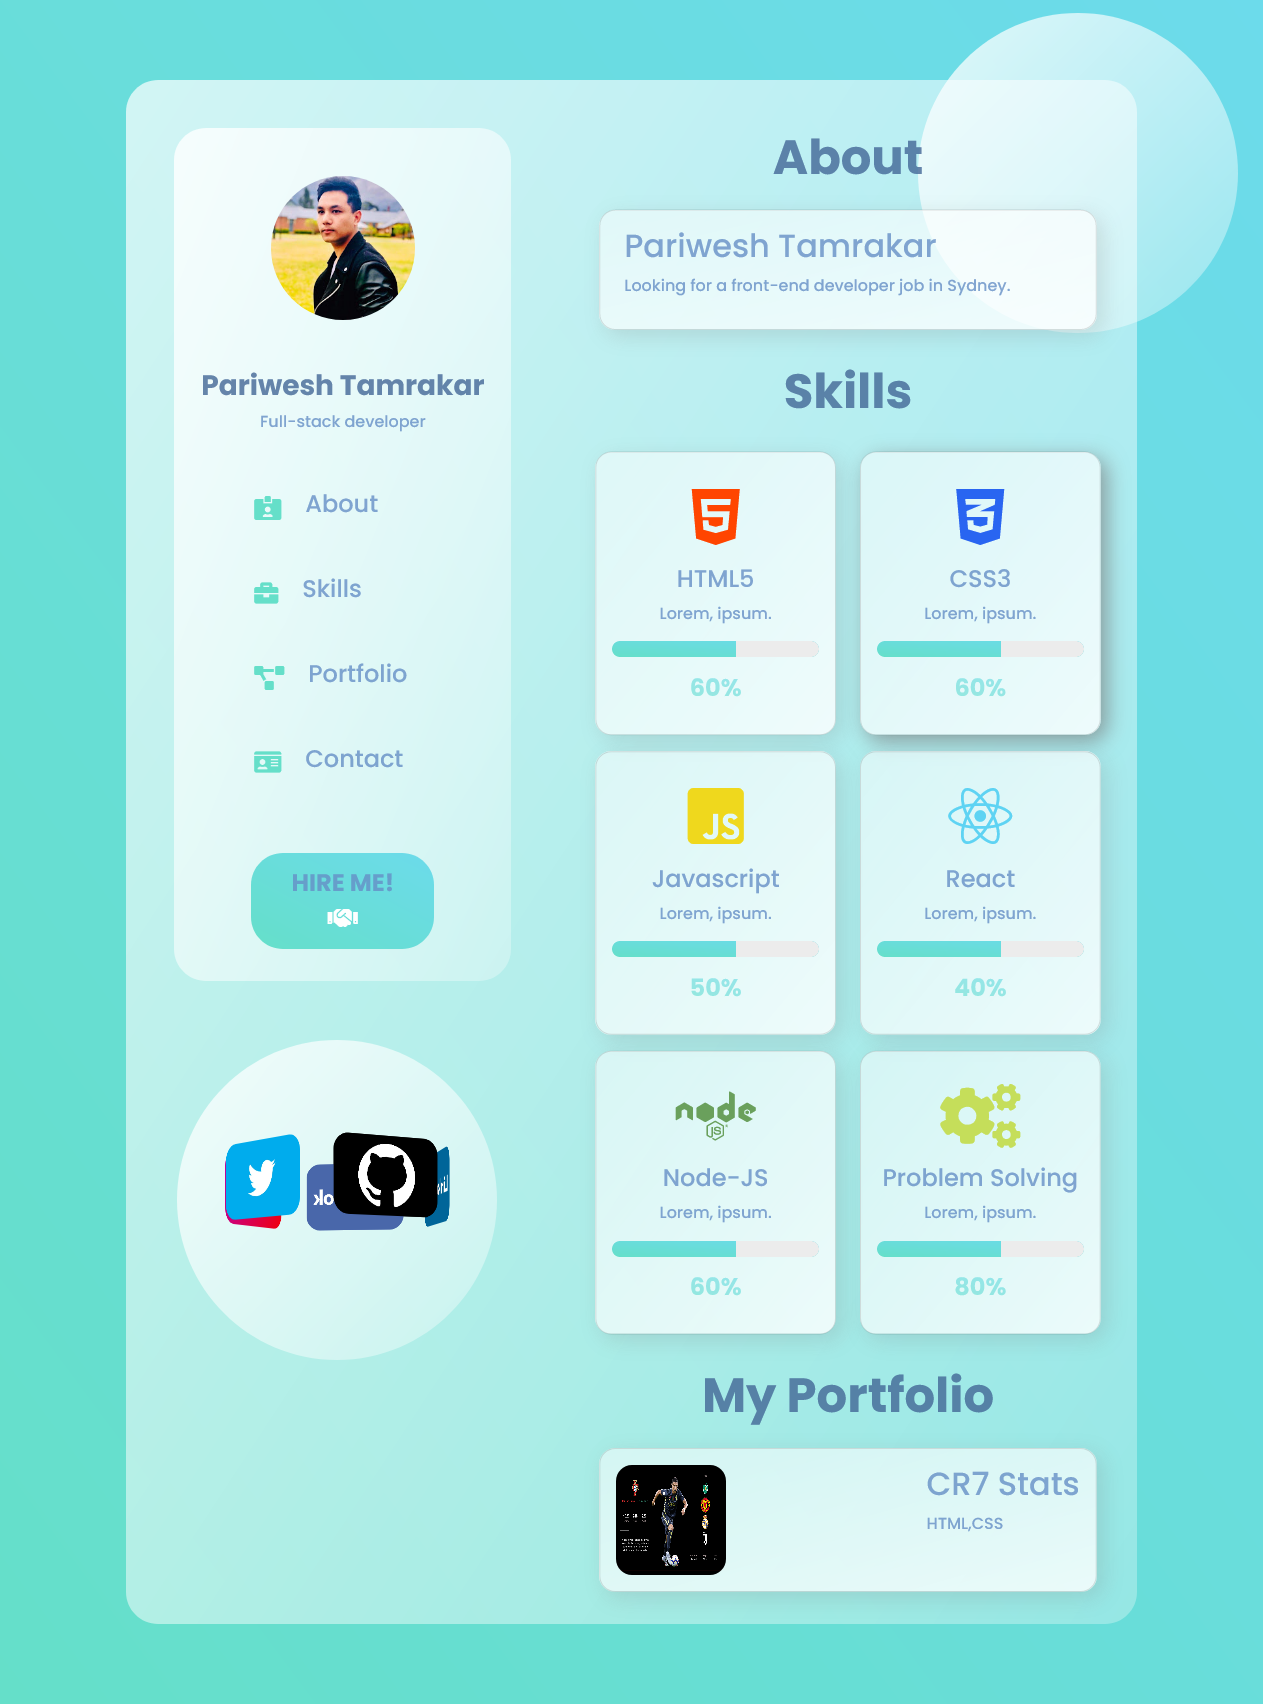 Pariwesh Tamrakar
Full-stack developer
About
Skills
Portfolio
Contact
HIRE ME!
About
Pariwesh Tamrakar
Looking for a front-end developer job in Sydney.
Skills
5
HTML5
Lorem, ipsum.
60%
3
CSS3
Lorem, ipsum.
60%
JS
Javascript
Lorem, ipsum.
50%
React
Lorem, ipsum.
40%
node
JS
Node-JS
Lorem, ipsum.
60%
Problem Solving
Lorem, ipsum.
80%
My Portfolio
CR7 Stats
HTML,CSS